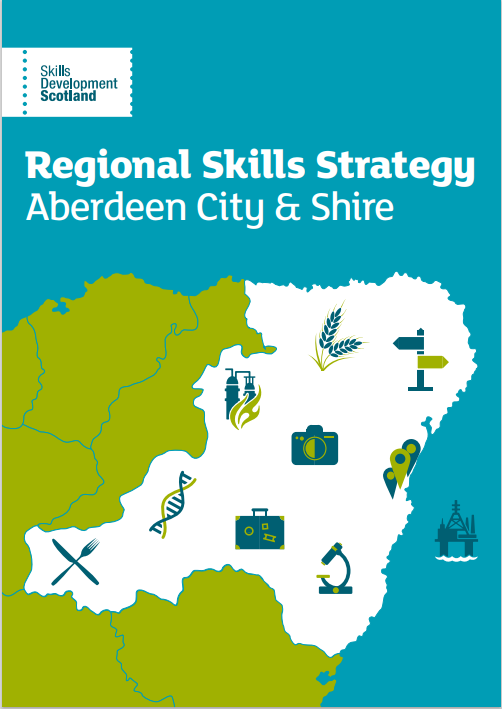 Skills
Development
Scotland
Regional Skills Strategy
Aberdeen City & Shire